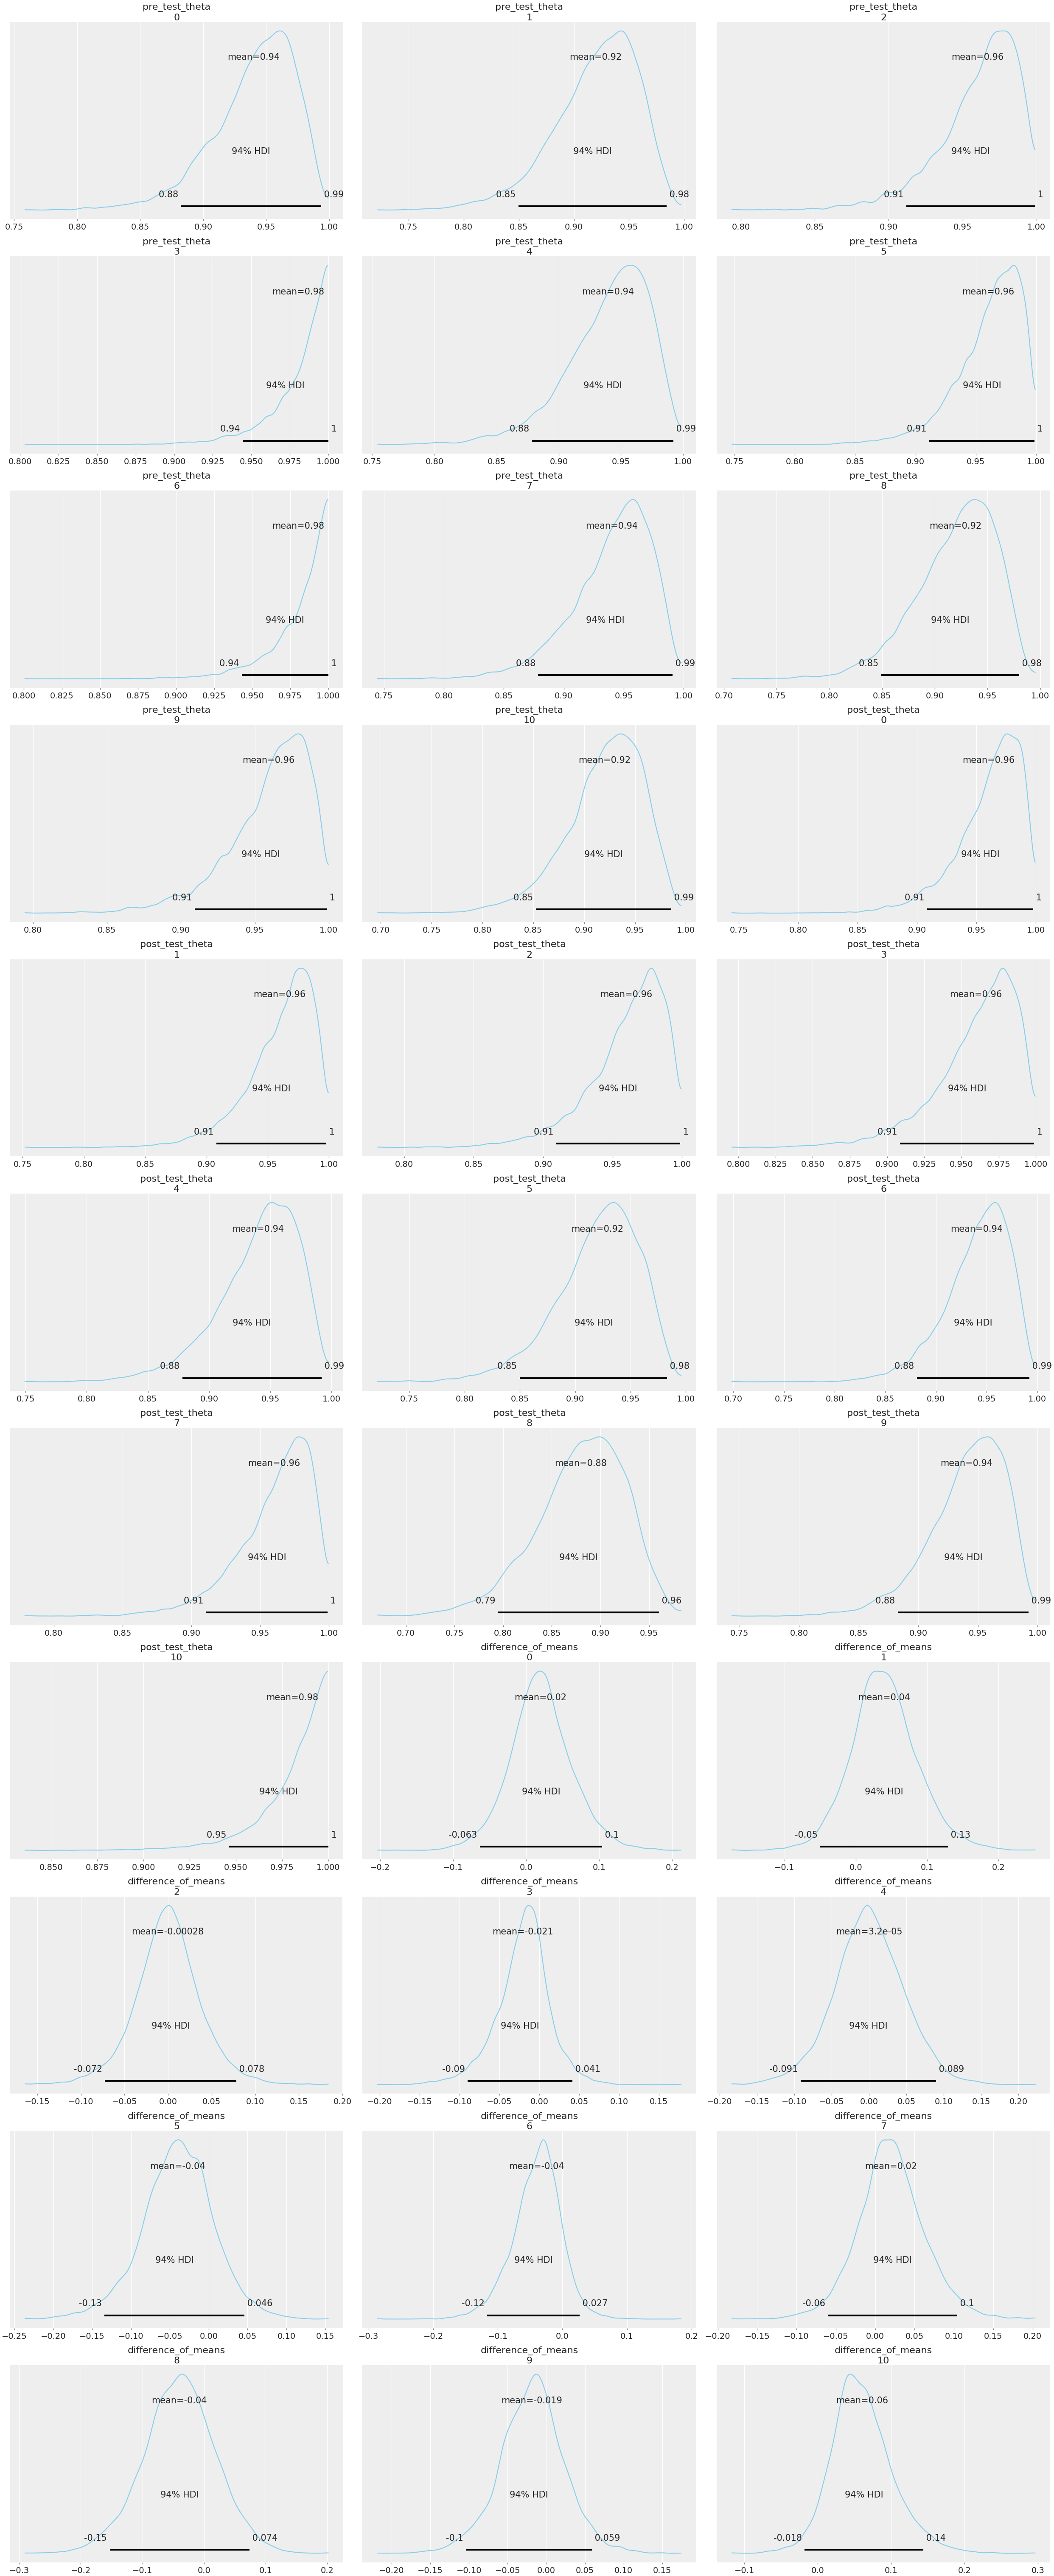 pre_test_theta
0
mean=0.94
94% HDI
0.88 0.99
0.75 0.80 0.85 0.90 0.95 1.00
pre_test_theta
1
mean=0.92
94% HDI
0.85 0.98
0.75 0.80 0.85 0.90 0.95 1.00
pre_test_theta
2
mean=0.96
94% HDI
0.91 1
0.80 0.85 0.90 0.95 1.00
pre_test_theta
3
mean=0.98
94% HDI
0.94 1
0.800 0.825 0.850 0.875 0.900 0.925 0.950 0.975 1.000
pre_test_theta
4
mean=0.94
94% HDI
0.88 0.99
0.75 0.80 0.85 0.90 0.95 1.00
pre_test_theta
5
mean=0.96
94% HDI
0.91 1
0.75 0.80 0.85 0.90 0.95 1.00
pre_test_theta
6
mean=0.98
94% HDI
0.94 1
0.800 0.825 0.850 0.875 0.900 0.925 0.950 0.975 1.000
pre_test_theta
7
mean=0.94
94% HDI
0.88 0.99
0.75 0.80 0.85 0.90 0.95 1.00
pre_test_theta
8
mean=0.92
94% HDI
0.85 0.98
0.70 0.75 0.80 0.85 0.90 0.95 1.00
pre_test_theta
9
mean=0.96
94% HDI
0.91 1
0.80 0.85 0.90 0.95 1.00
pre_test_theta
10
mean=0.92
94% HDI
0.85 0.99
0.70 0.75 0.80 0.85 0.90 0.95 1.00
post_test_theta
0
mean=0.96
94% HDI
0.91 1
0.75 0.80 0.85 0.90 0.95 1.00
post_test_theta
1
mean=0.96
94% HDI
0.91 1
0.75 0.80 0.85 0.90 0.95 1.00
post_test_theta
2
mean=0.96
94% HDI
0.91 1
0.80 0.85 0.90 0.95 1.00
post_test_theta
3
mean=0.96
94% HDI
0.91 1
0.800 0.825 0.850 0.875 0.900 0.925 0.950 0.975 1.000
post_test_theta
4
mean=0.94
94% HDI
0.88 0.99
0.75 0.80 0.85 0.90 0.95 1.00
post_test_theta
5
mean=0.92
94% HDI
0.85 0.98
0.75 0.80 0.85 0.90 0.95 1.00
post_test_theta
6
mean=0.94
94% HDI
0.88 0.99
0.70 0.75 0.80 0.85 0.90 0.95 1.00
post_test_theta
7
mean=0.96
94% HDI
0.91 1
0.80 0.85 0.90 0.95 1.00
post_test_theta
8
mean=0.88
94% HDI
0.79 0.96
0.70 0.75 0.80 0.85 0.90 0.95
post_test_theta
9
mean=0.94
94% HDI
0.88 0.99
0.75 0.80 0.85 0.90 0.95 1.00
post_test_theta
10
mean=0.98
94% HDI
0.95 1
0.850 0.875 0.900 0.925 0.950 0.975 1.000
difference_of_means
0
mean=0.02
94% HDI
-0.063 0.1
−0.2 −0.1 0.0 0.1 0.2
difference_of_means
1
mean=0.04
94% HDI
-0.05 0.13
−0.1 0.0 0.1 0.2
difference_of_means
2
mean=-0.00028
94% HDI
-0.072 0.078
−0.15 −0.10 −0.05 0.00 0.05 0.10 0.15 0.20
difference_of_means
3
mean=-0.021
94% HDI
-0.09 0.041
−0.20 −0.15 −0.10 −0.05 0.00 0.05 0.10 0.15
difference_of_means
4
mean=3.2e-05
94% HDI
-0.091 0.089
−0.20 −0.15 −0.10 −0.05 0.00 0.05 0.10 0.15 0.20
difference_of_means
5
mean=-0.04
94% HDI
-0.13 0.046
−0.25 −0.20 −0.15 −0.10 −0.05 0.00 0.05 0.10 0.15
difference_of_means
6
mean=-0.04
94% HDI
-0.12 0.027
−0.3 −0.2 −0.1 0.0 0.1 0.2
difference_of_means
7
mean=0.02
94% HDI
-0.06 0.1
−0.20 −0.15 −0.10 −0.05 0.00 0.05 0.10 0.15 0.20
difference_of_means
8
mean=-0.04
94% HDI
-0.15 0.074
−0.3 −0.2 −0.1 0.0 0.1 0.2
difference_of_means
9
mean=-0.019
94% HDI
-0.1 0.059
−0.20 −0.15 −0.10 −0.05 0.00 0.05 0.10 0.15
difference_of_means
10
mean=0.06
94% HDI
-0.018 0.14
−0.1 0.0 0.1 0.2 0.3